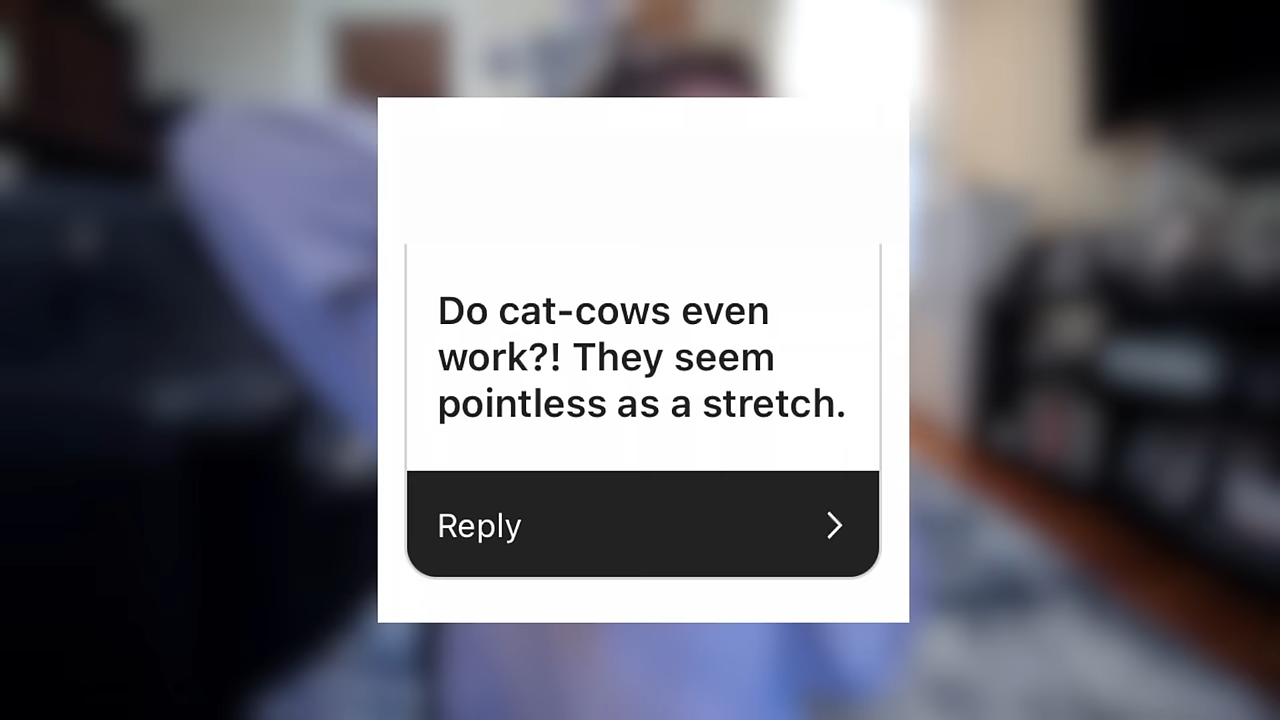 Do cat-cows even
work?! They seem
pointless as a stretch.
Reply